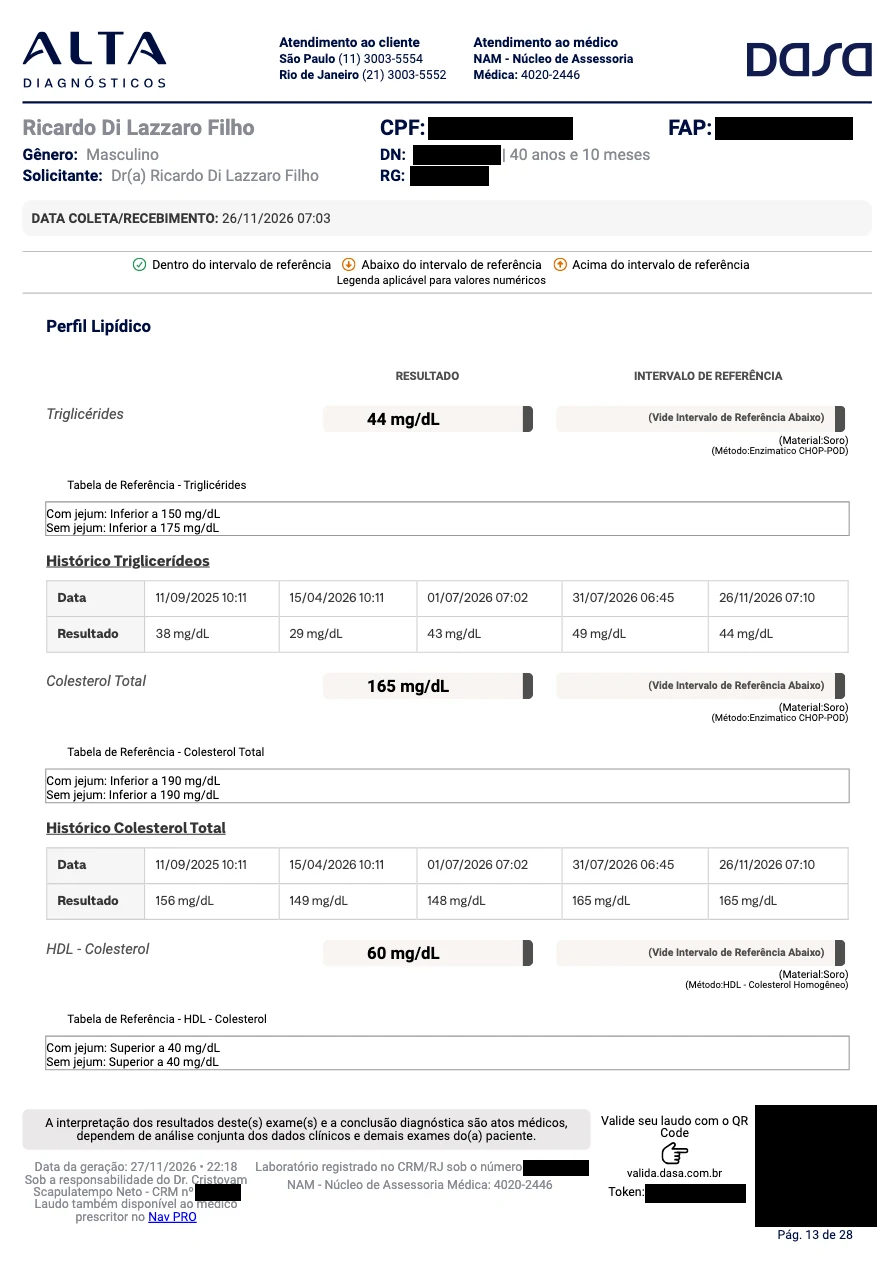 ALTA
DIAGNÓSTICOS
Atendimento ao cliente
São Paulo (11) 3003-5554
Rio de Janeiro (21) 3003-5552
Atendimento ao médico
NAM - Núcleo de Assessoria
Médica: 4020-2446
DASA
Ricardo Di Lazzaro Filho
CPF:
FAP:
Gênero: Masculino
DN: | 40 anos e 10 meses
Solicitante: Dr(a) Ricardo Di Lazzaro Filho
RG:
DATA COLETA/RECEBIMENTO: 26/11/2026 07:03
Dentro do intervalo de referência Abaixo do intervalo de referência Acima do intervalo de referência
Legenda aplicável para valores numéricos
Perfil Lipídico
RESULTADO INTERVALO DE REFERÊNCIA
Triglicérides 44 mg/dL (Vide Intervalo de Referência Abaixo)
(Material:Soro)
(Método:Enzimatico CHOP-POD)
Tabela de Referência - Triglicérides
Com jejum: Inferior a 150 mg/dL
Sem jejum: Inferior a 175 mg/dL
Histórico Triglicerídeos
Data 11/09/2025 10:11 15/04/2026 10:11 01/07/2026 07:02 31/07/2026 06:45 26/11/2026 07:10
Resultado 38 mg/dL 29 mg/dL 43 mg/dL 49 mg/dL 44 mg/dL
Colesterol Total 165 mg/dL (Vide Intervalo de Referência Abaixo)
(Material:Soro)
(Método:Enzimatico CHOP-POD)
Tabela de Referência - Colesterol Total
Com jejum: Inferior a 190 mg/dL
Sem jejum: Inferior a 190 mg/dL
Histórico Colesterol Total
Data 11/09/2025 10:11 15/04/2026 10:11 01/07/2026 07:02 31/07/2026 06:45 26/11/2026 07:10
Resultado 156 mg/dL 149 mg/dL 148 mg/dL 165 mg/dL 165 mg/dL
HDL - Colesterol 60 mg/dL (Vide Intervalo de Referência Abaixo)
(Material:Soro)
(Método:HDL - Colesterol Homogêneo)
Tabela de Referência - HDL - Colesterol
Com jejum: Superior a 40 mg/dL
Sem jejum: Superior a 40 mg/dL
A interpretação dos resultados deste(s) exame(s) e a conclusão diagnóstica são atos médicos,
dependem de análise conjunta dos dados clínicos e demais exames do(a) paciente.
Data da geração: 27/11/2026 • 22:18
Sob a responsabilidade do Dr. Cristovam
Scapulatempo Neto - CRM nº
Laudo também disponível ao médico
prescritor no Nav PRO
Laboratório registrado no CRM/RJ sob o número
NAM - Núcleo de Assessoria Médica: 4020-2446
Valide seu laudo com o QR
Code
valida.dasa.com.br
Token:
Pág. 13 de 28